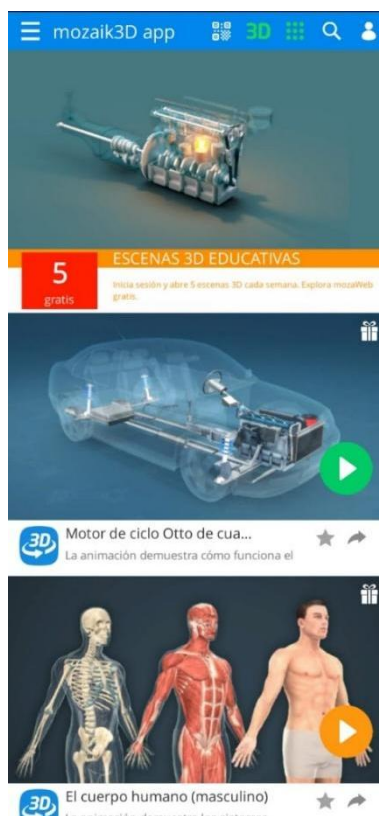 mozaik3D app
3D
ESCENAS 3D EDUCATIVAS
5
gratis
Inicia sesión y abre 5 escenas 3D cada semana. Explora mozaWeb
gratis.
3D
Motor de ciclo Otto de cua...
La animación demuestra cómo funciona el
3D
El cuerpo humano (masculino)